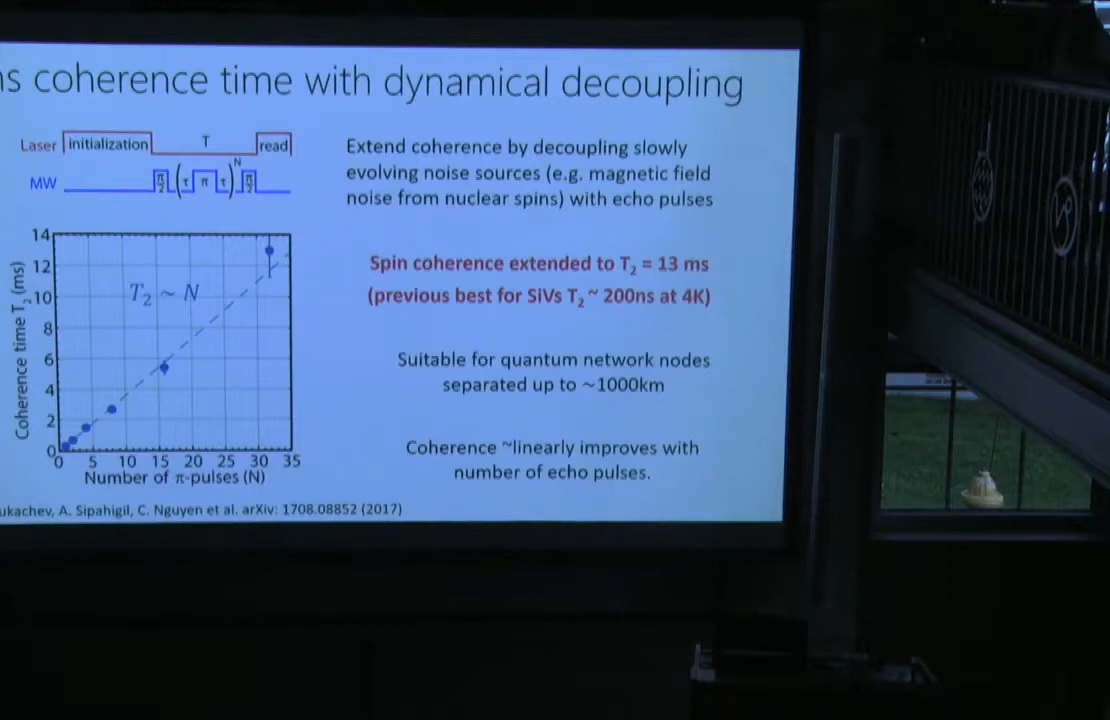 s coherence time with dynamical decoupling
Laser initialization T read
MW π/2 ( τ π τ )N π/2
Extend coherence by decoupling slowly
evolving noise sources (e.g. magnetic field
noise from nuclear spins) with echo pulses
Spin coherence extended to T2 = 13 ms
(previous best for SiVs T2 ~ 200ns at 4K)
Suitable for quantum network nodes
separated up to ~1000km
Coherence ~linearly improves with
number of echo pulses.
Coherence time T2 (ms)
14
12
10
8
6
4
2
0
T2 ~ N
0 5 10 15 20 25 30 35
Number of π-pulses (N)
ukachev, A. Sipahigil, C. Nguyen et al. arXiv: 1708.08852 (2017)